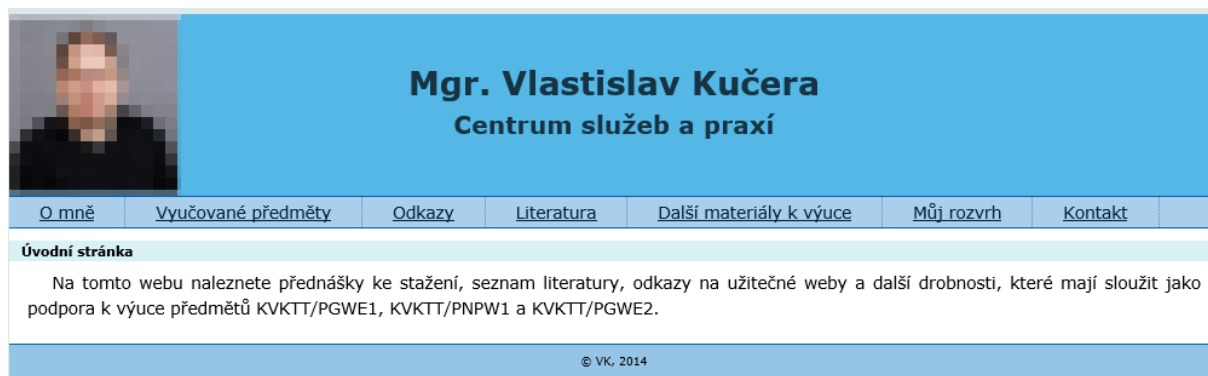 Mgr. Vlastislav Kučera
Centrum služeb a praxí
O mně Vyučované předměty Odkazy Literatura Další materiály k výuce Můj rozvrh Kontakt
Úvodní stránka
Na tomto webu naleznete přednášky ke stažení, seznam literatury, odkazy na užitečné weby a další drobnosti, které mají sloužit jako
podpora k výuce předmětů KVKTT/PGWE1, KVKTT/PNPW1 a KVKTT/PGWE2.
© VK, 2014